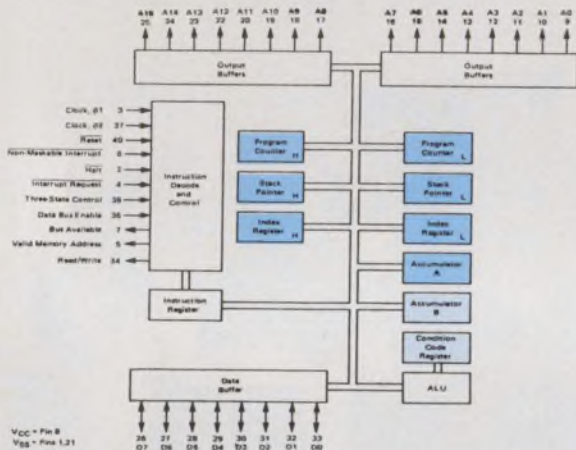 A15 A14 A13 A12 A11 A10 A9 A8
25 24 23 22 20 19 18 17
A7 A6 A5 A4 A3 A2 A1 A0
16 15 14 13 12 11 10 9
Output
Buffers
Output
Buffers
Clock, ϕ1 3
Clock, ϕ2 37
Reset 40
Non-Maskable Interrupt 6
Halt 2
Interrupt Request 4
Three-State Control 39
Data Bus Enable 36
Bus Available 7
Valid Memory Address 5
Read/Write 34
Instruction
Decode
and
Control
Program
Counter H
Program
Counter L
Stack
Pointer H
Stack
Pointer L
Index
Register H
Index
Register L
Accumulator
A
Instruction
Register
Accumulator
B
Condition
Code
Register
Data
Buffer
ALU
26 27 28 29 30 31 32 33
D7 D6 D5 D4 D3 D2 D1 D0
VCC = Pin 8
VSS = Pins 1,21